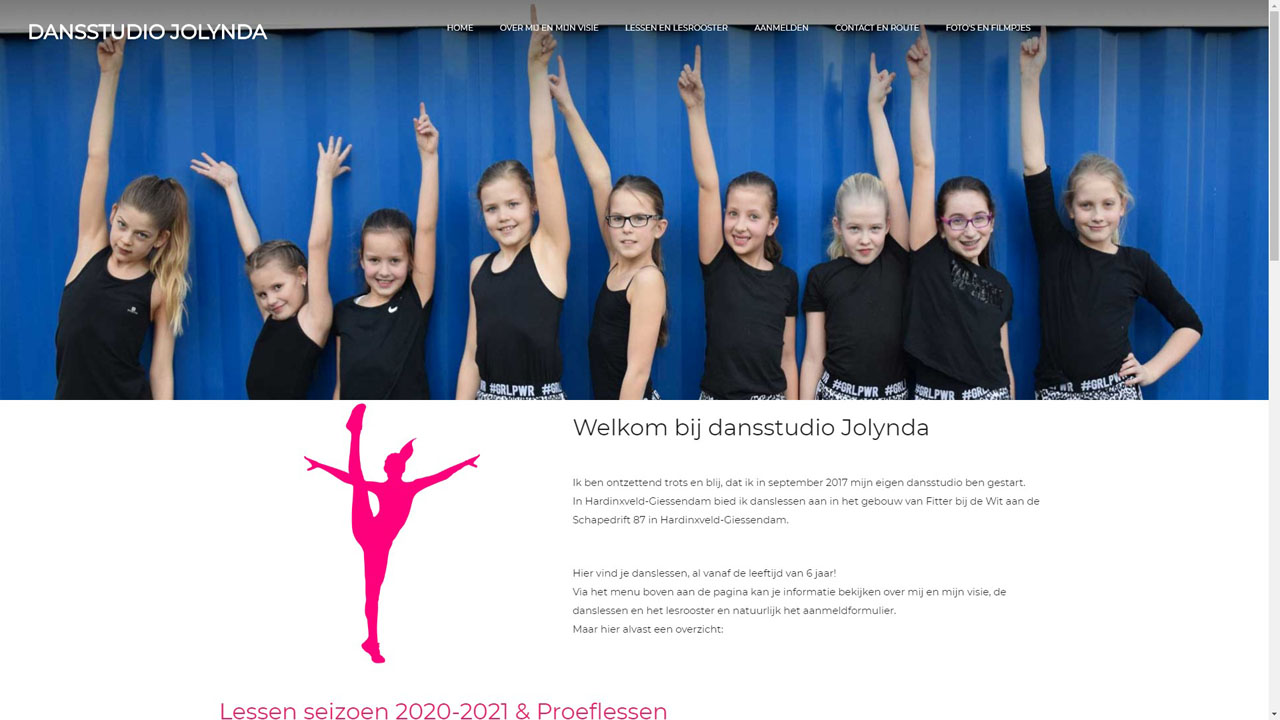 DANSSTUDIO JOLYNDA
HOME OVER MIJ EN MIJN VISIE LESSEN EN LESROOSTER AANMELDEN CONTACT EN ROUTE FOTO'S EN FILMPJES
#GRLPWR #GRLPWR #GRLPWR #GRLPWR
Welkom bij dansstudio Jolynda
Ik ben ontzettend trots en blij, dat ik in september 2017 mijn eigen dansstudio ben gestart.
In Hardinxveld-Giessendam bied ik danslessen aan in het gebouw van Fitter bij de Wit aan de
Schapedrift 87 in Hardinxveld-Giessendam.
Hier vind je danslessen, al vanaf de leeftijd van 6 jaar!
Via het menu boven aan de pagina kan je informatie bekijken over mij en mijn visie, de
danslessen en het lesrooster en natuurlijk het aanmeldformulier.
Maar hier alvast een overzicht:
Lessen seizoen 2020-2021 & Proeflessen